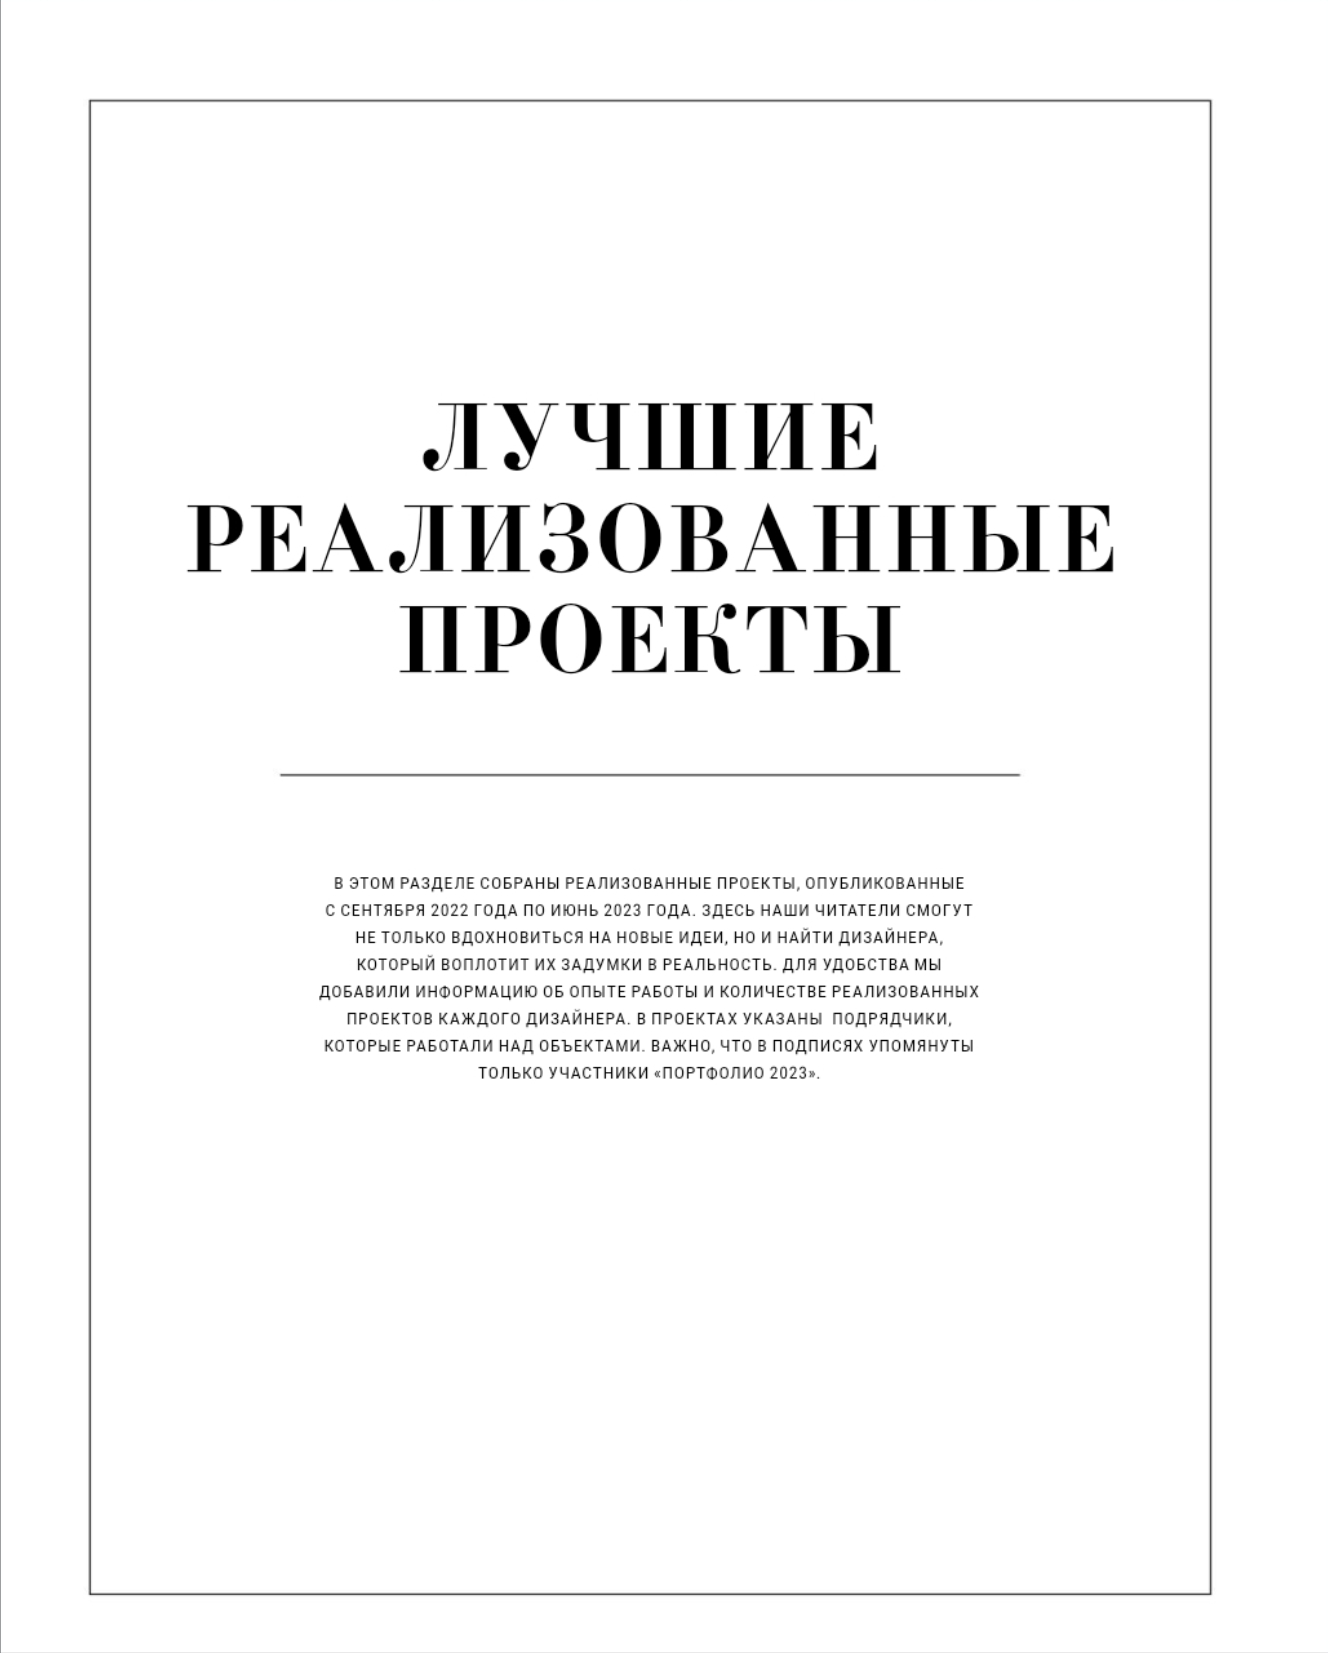 ЛУЧШИЕ
РЕАЛИЗОВАННЫЕ
ПРОЕКТЫ
В ЭТОМ РАЗДЕЛЕ СОБРАНЫ РЕАЛИЗОВАННЫЕ ПРОЕКТЫ, ОПУБЛИКОВАННЫЕ
С СЕНТЯБРЯ 2022 ГОДА ПО ИЮНЬ 2023 ГОДА. ЗДЕСЬ НАШИ ЧИТАТЕЛИ СМОГУТ
НЕ ТОЛЬКО ВДОХНОВИТЬСЯ НА НОВЫЕ ИДЕИ, НО И НАЙТИ ДИЗАЙНЕРА,
КОТОРЫЙ ВОПЛОТИТ ИХ ЗАДУМКИ В РЕАЛЬНОСТЬ. ДЛЯ УДОБСТВА МЫ
ДОБАВИЛИ ИНФОРМАЦИЮ ОБ ОПЫТЕ РАБОТЫ И КОЛИЧЕСТВЕ РЕАЛИЗОВАННЫХ
ПРОЕКТОВ КАЖДОГО ДИЗАЙНЕРА. В ПРОЕКТАХ УКАЗАНЫ  ПОДРЯДЧИКИ,
КОТОРЫЕ РАБОТАЛИ НАД ОБЪЕКТАМИ. ВАЖНО, ЧТО В ПОДПИСЯХ УПОМЯНУТЫ
ТОЛЬКО УЧАСТНИКИ «ПОРТФОЛИО 2023».